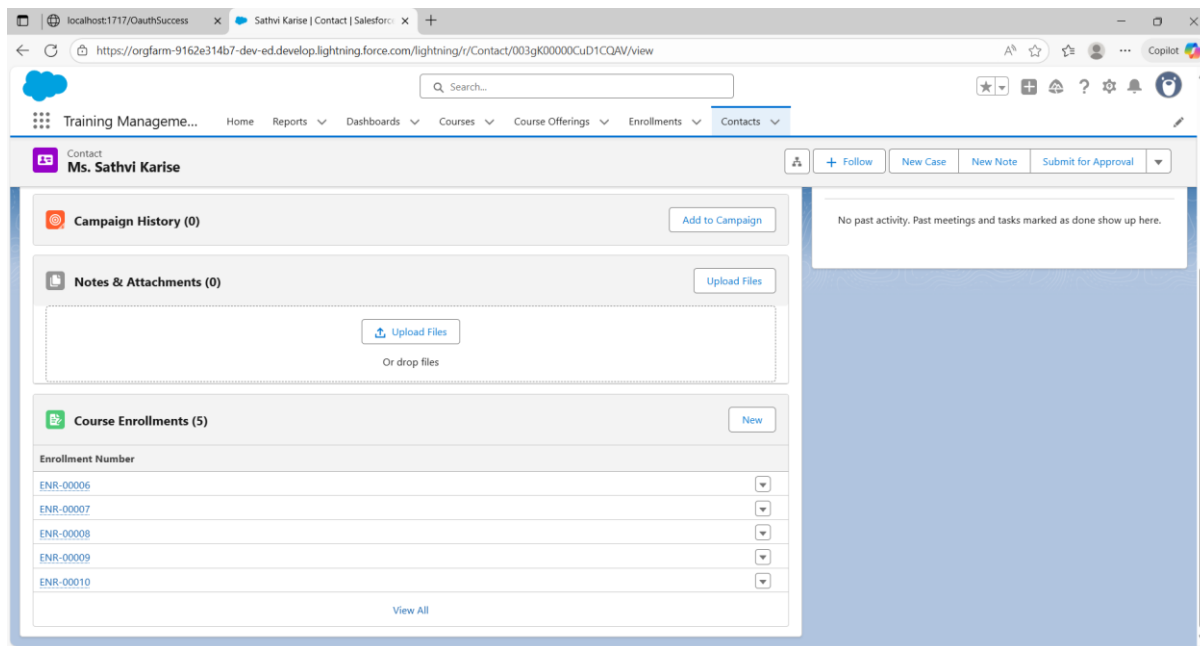 localhost:1717/OauthSuccess
Sathvi Karise | Contact | Salesforc
https://orgfarm-9162e314b7-dev-ed.develop.lightning.force.com/lightning/r/Contact/003gK00000CuD1CQAV/view
Copilot
Search...
Training Manageme... Home Reports Dashboards Courses Course Offerings Enrollments Contacts
Contact
Ms. Sathvi Karise
Follow New Case New Note Submit for Approval
Campaign History (0) Add to Campaign
No past activity. Past meetings and tasks marked as done show up here.
Notes & Attachments (0) Upload Files
Upload Files
Or drop files
Course Enrollments (5) New
Enrollment Number
ENR-00006
ENR-00007
ENR-00008
ENR-00009
ENR-00010
View All